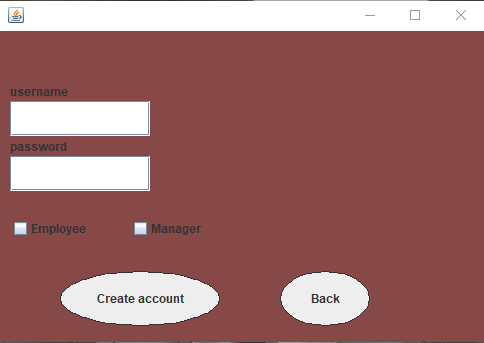 username
password
Employee Manager
Create account Back